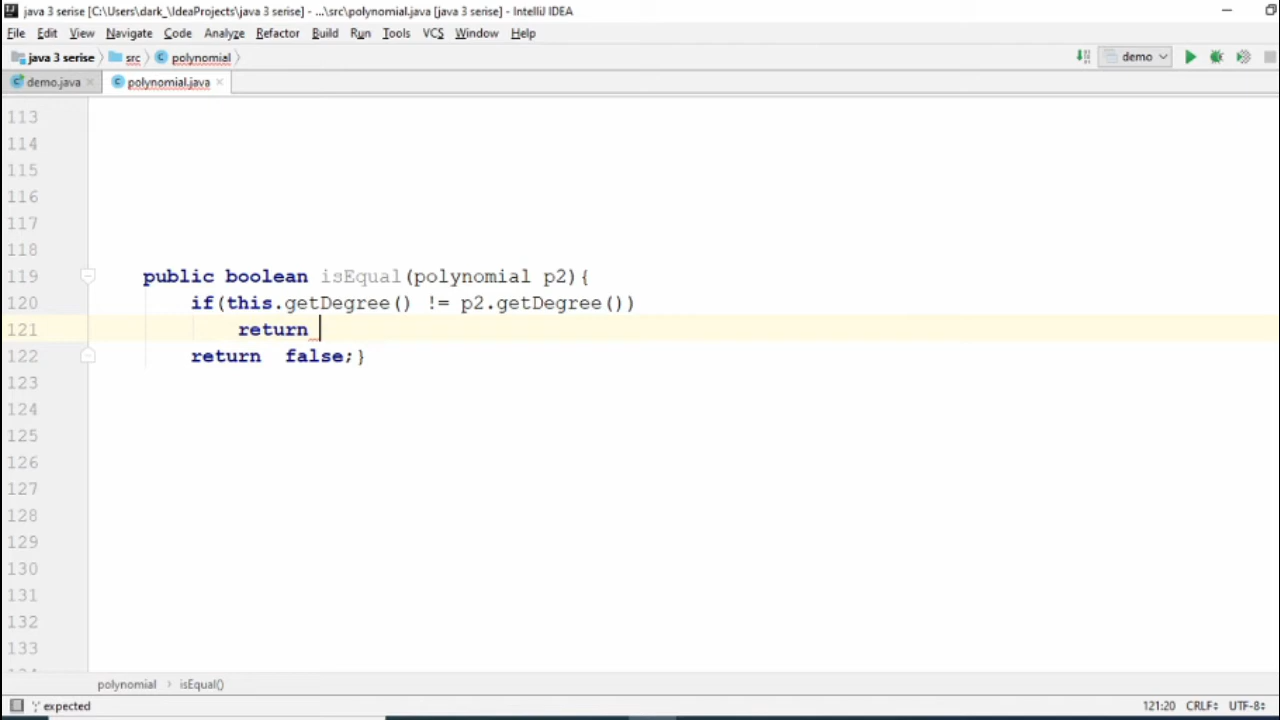 java 3 serise [C:\Users\dark_\IdeaProjects\java 3 serise] - ...\src\polynomial.java [java 3 serise] - IntelliJ IDEA
File Edit View Navigate Code Analyze Refactor Build Run Tools VCS Window Help
java 3 serise src polynomial demo
demo.java polynomial.java
113
114
115
116
117
118
119 public boolean isEqual(polynomial p2){
120 if(this.getDegree() != p2.getDegree())
121 return
122 return  false;}
123
124
125
126
127
128
129
130
131
132
133
polynomial isEqual()
';' expected 121:20 CRLF UTF-8